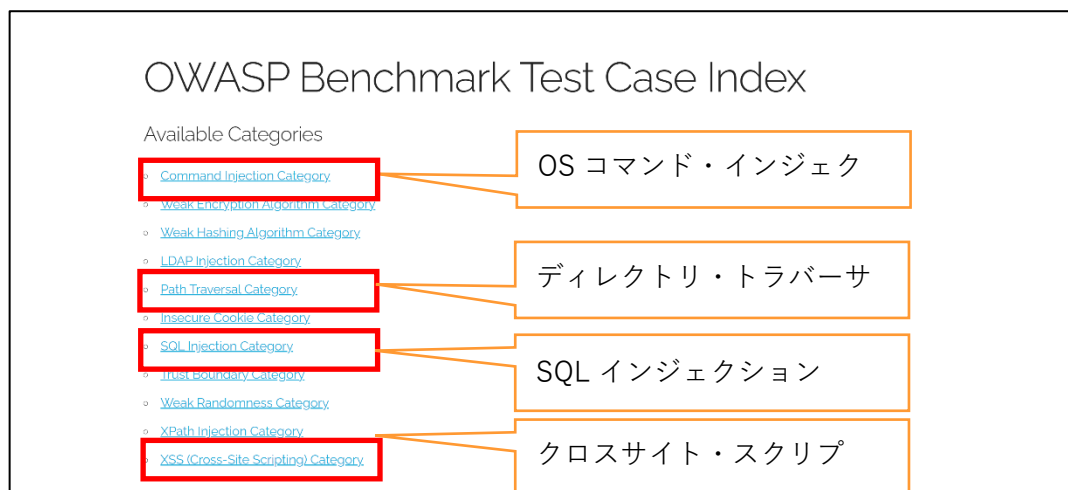 OWASP Benchmark Test Case Index
Available Categories
Command Injection Category
OS コマンド・インジェク
Weak Encryption Algorithm Category
Weak Hashing Algorithm Category
LDAP Injection Category
Path Traversal Category
ディレクトリ・トラバーサ
Insecure Cookie Category
SQL Injection Category
SQL インジェクション
Trust Boundary Category
Weak Randomness Category
XPath Injection Category
XSS (Cross-Site Scripting) Category
クロスサイト・スクリプ